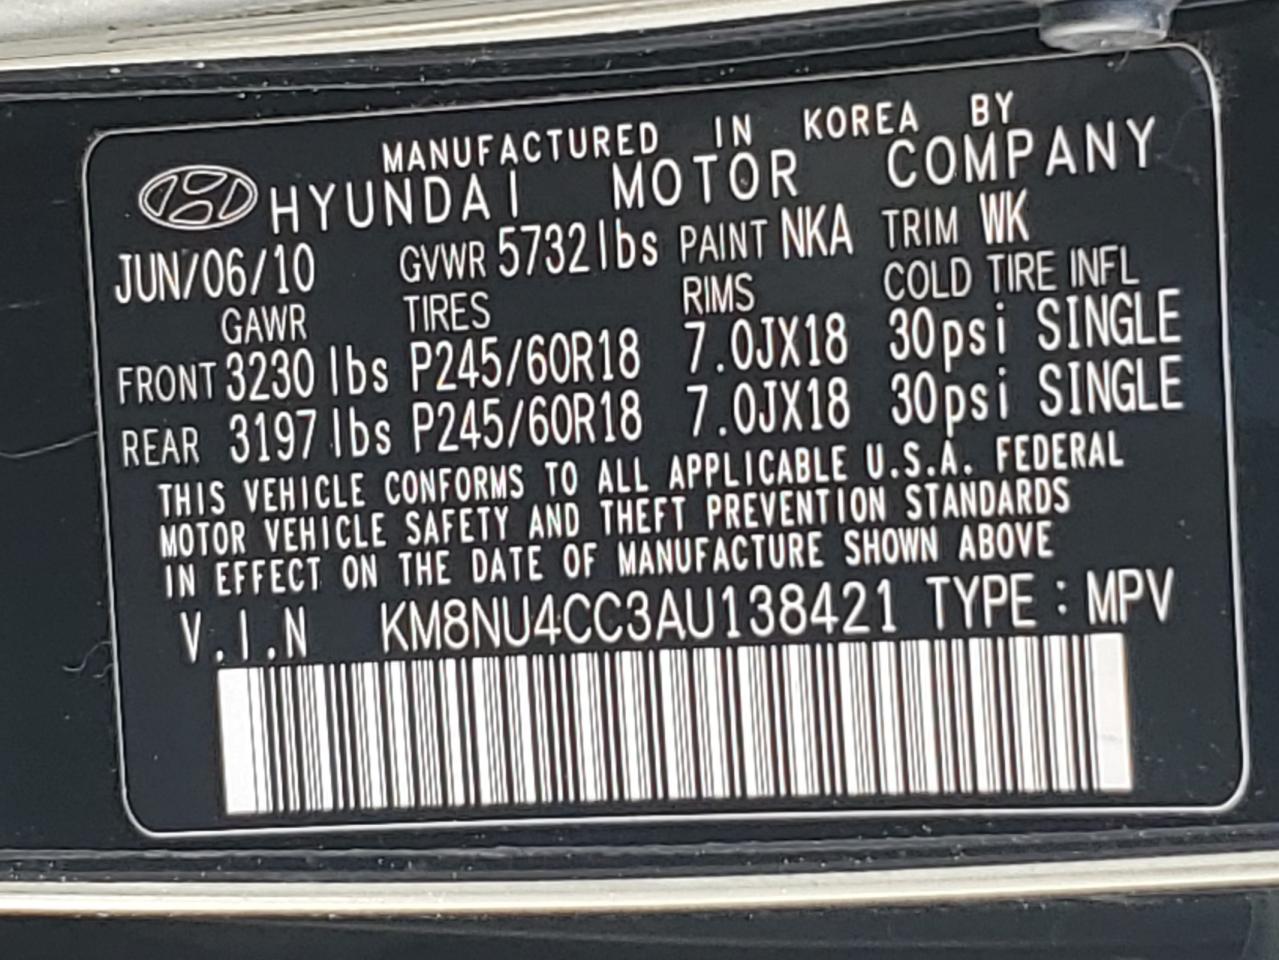 MANUFACTURED IN KOREA BY
HYUNDAI MOTOR COMPANY
JUN/06/10 GVWR 5732lbs PAINT NKA TRIM WK
GAWR TIRES RIMS COLD TIRE INFL
FRONT 3230 lbs P245/60R18 7.0JX18 30psi SINGLE
REAR 3197 lbs P245/60R18 7.0JX18 30psi SINGLE
THIS VEHICLE CONFORMS TO ALL APPLICABLE U.S.A. FEDERAL
MOTOR VEHICLE SAFETY AND THEFT PREVENTION STANDARDS
IN EFFECT ON THE DATE OF MANUFACTURE SHOWN ABOVE
V.I.N KM8NU4CC3AU138421 TYPE : MPV